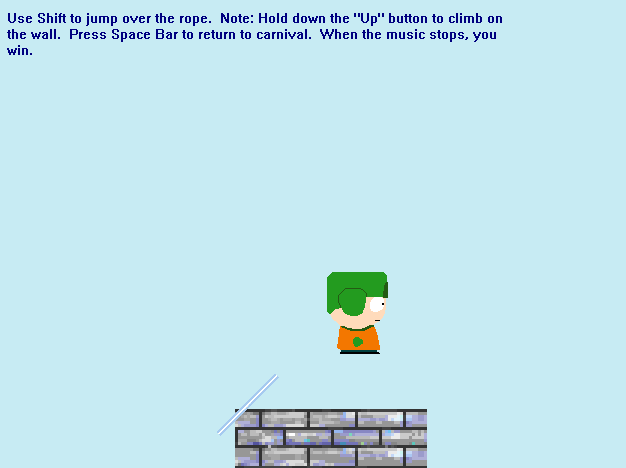 Use Shift to jump over the rope.  Note: Hold down the "Up" button to climb on
the wall.  Press Space Bar to return to carnival.  When the music stops, you
win.